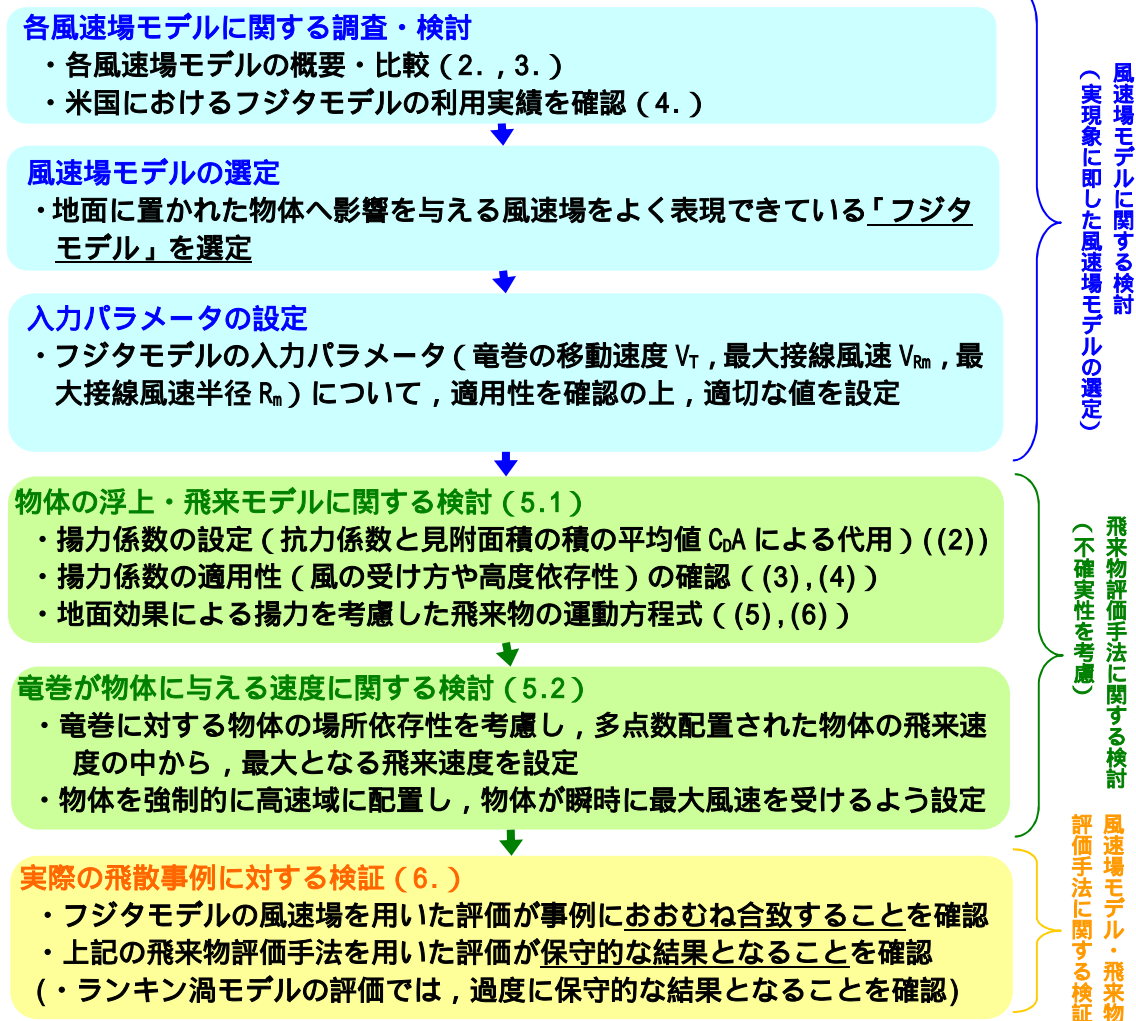 各風速場モデルに関する調査・検討
・各風速場モデルの概要・比較（2.,3.）
・米国におけるフジタモデルの利用実績を確認（4.）
風速場モデルの選定
・地面に置かれた物体へ影響を与える風速場をよく表現できている「フジタ
モデル」を選定
入力パラメータの設定
・フジタモデルの入力パラメータ（竜巻の移動速度 VT，最大接線風速 VRm，最
大接線風速半径 Rm）について，適用性を確認の上，適切な値を設定
風速場モデルに関する検討
（実現象に即した風速場モデルの選定）
物体の浮上・飛来モデルに関する検討（5.1）
・揚力係数の設定（抗力係数と見附面積の積の平均値 CDA による代用）((2))
・揚力係数の適用性（風の受け方や高度依存性）の確認（(3),(4)）
・地面効果による揚力を考慮した飛来物の運動方程式（(5),(6)）
竜巻が物体に与える速度に関する検討（5.2）
・竜巻に対する物体の場所依存性を考慮し，多点数配置された物体の飛来速
度の中から，最大となる飛来速度を設定
・物体を強制的に高速域に配置し，物体が瞬時に最大風速を受けるよう設定
飛来物評価手法に関する検討
（不確実性を考慮）
実際の飛散事例に対する検証（6.）
・フジタモデルの風速場を用いた評価が事例におおむね合致することを確認
・上記の飛来物評価手法を用いた評価が保守的な結果となることを確認
(・ランキン渦モデルの評価では，過度に保守的な結果となることを確認)
風速場モデル・飛来物
評価手法に関する検証